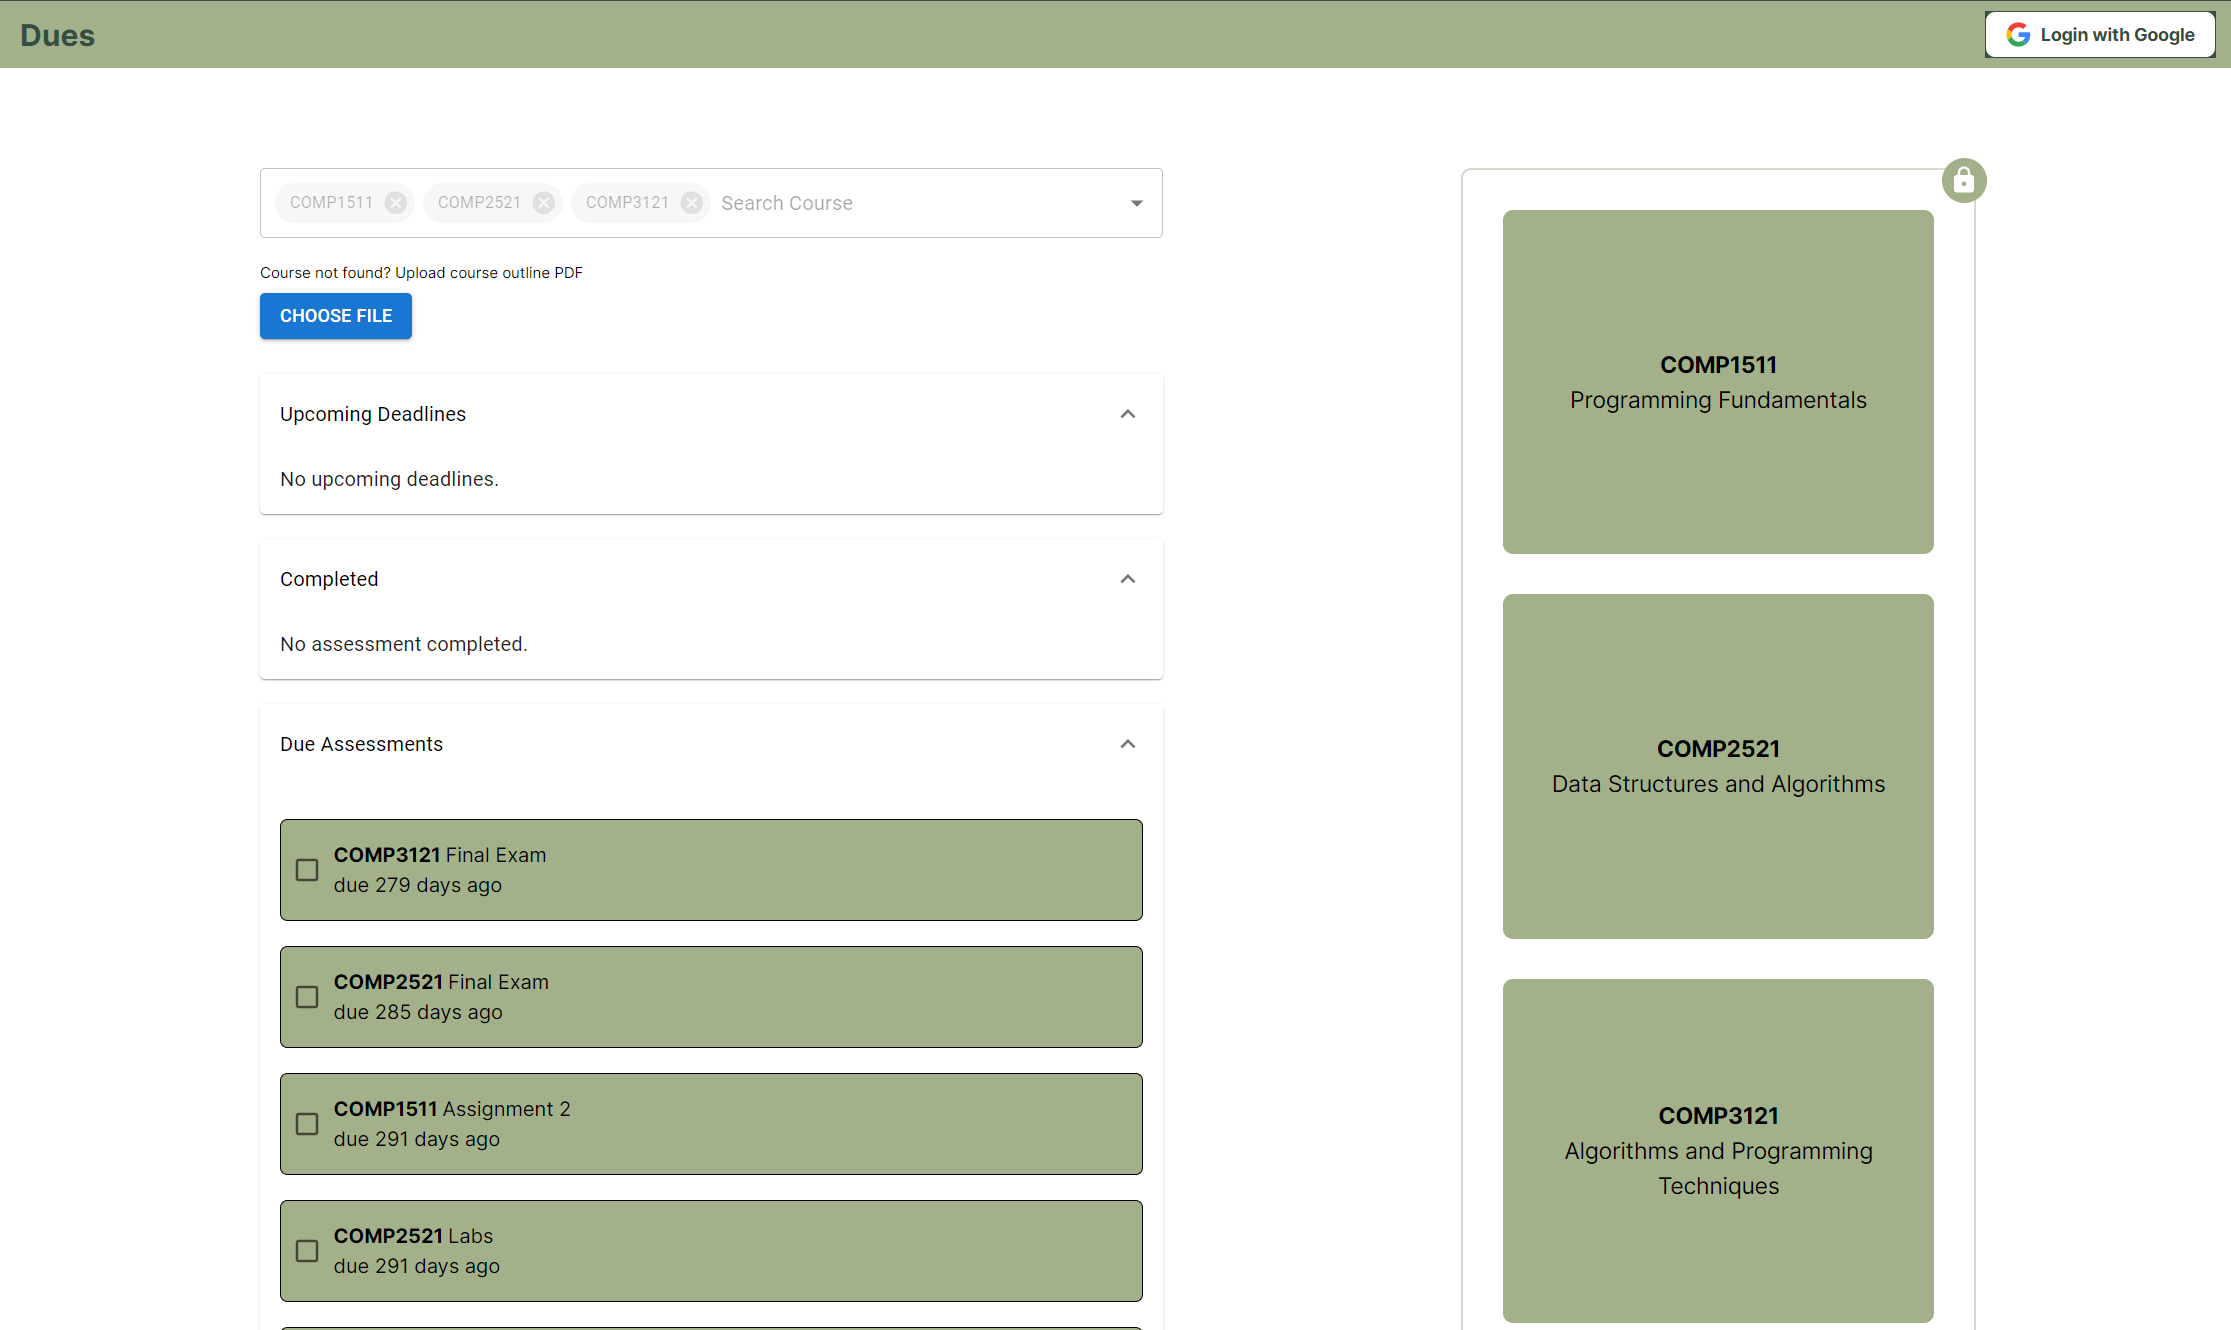 Dues
Login with Google
COMP1511 COMP2521 COMP3121 Search Course
Course not found? Upload course outline PDF
CHOOSE FILE
Upcoming Deadlines
No upcoming deadlines.
Completed
No assessment completed.
Due Assessments
COMP3121 Final Exam
due 279 days ago
COMP2521 Final Exam
due 285 days ago
COMP1511 Assignment 2
due 291 days ago
COMP2521 Labs
due 291 days ago
COMP1511
Programming Fundamentals
COMP2521
Data Structures and Algorithms
COMP3121
Algorithms and Programming
Techniques